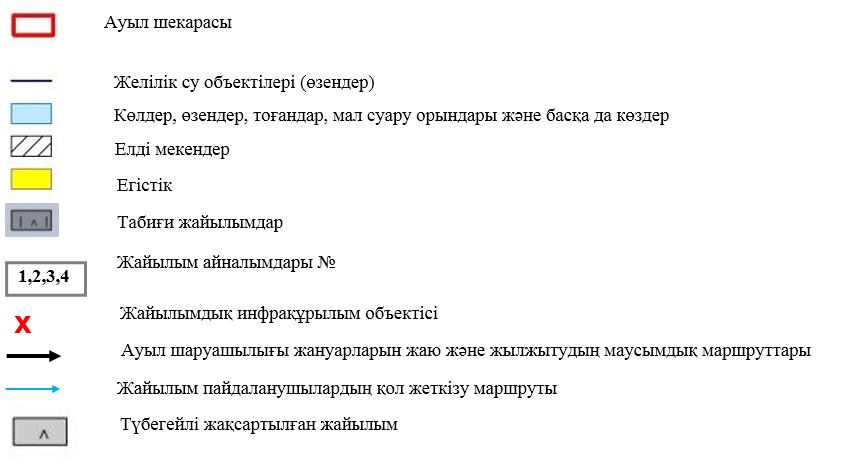 Ауыл шекарасы
Желілік су объектілері (өзендер)
Көлдер, өзендер, тоғандар, мал суару орындары және басқа да көздер
Елді мекендер
Егістік
Табиғи жайылымдар
Жайылым айналымдары №
1,2,3,4
Жайылымдық инфрақұрылым объектісі
X
Ауыл шаруашылығы жануарларын жаю және жылжытудың маусымдық маршруттары
Жайылым пайдаланушылардың қол жеткізу маршруты
Түбегейлі жақсартылған жайылым